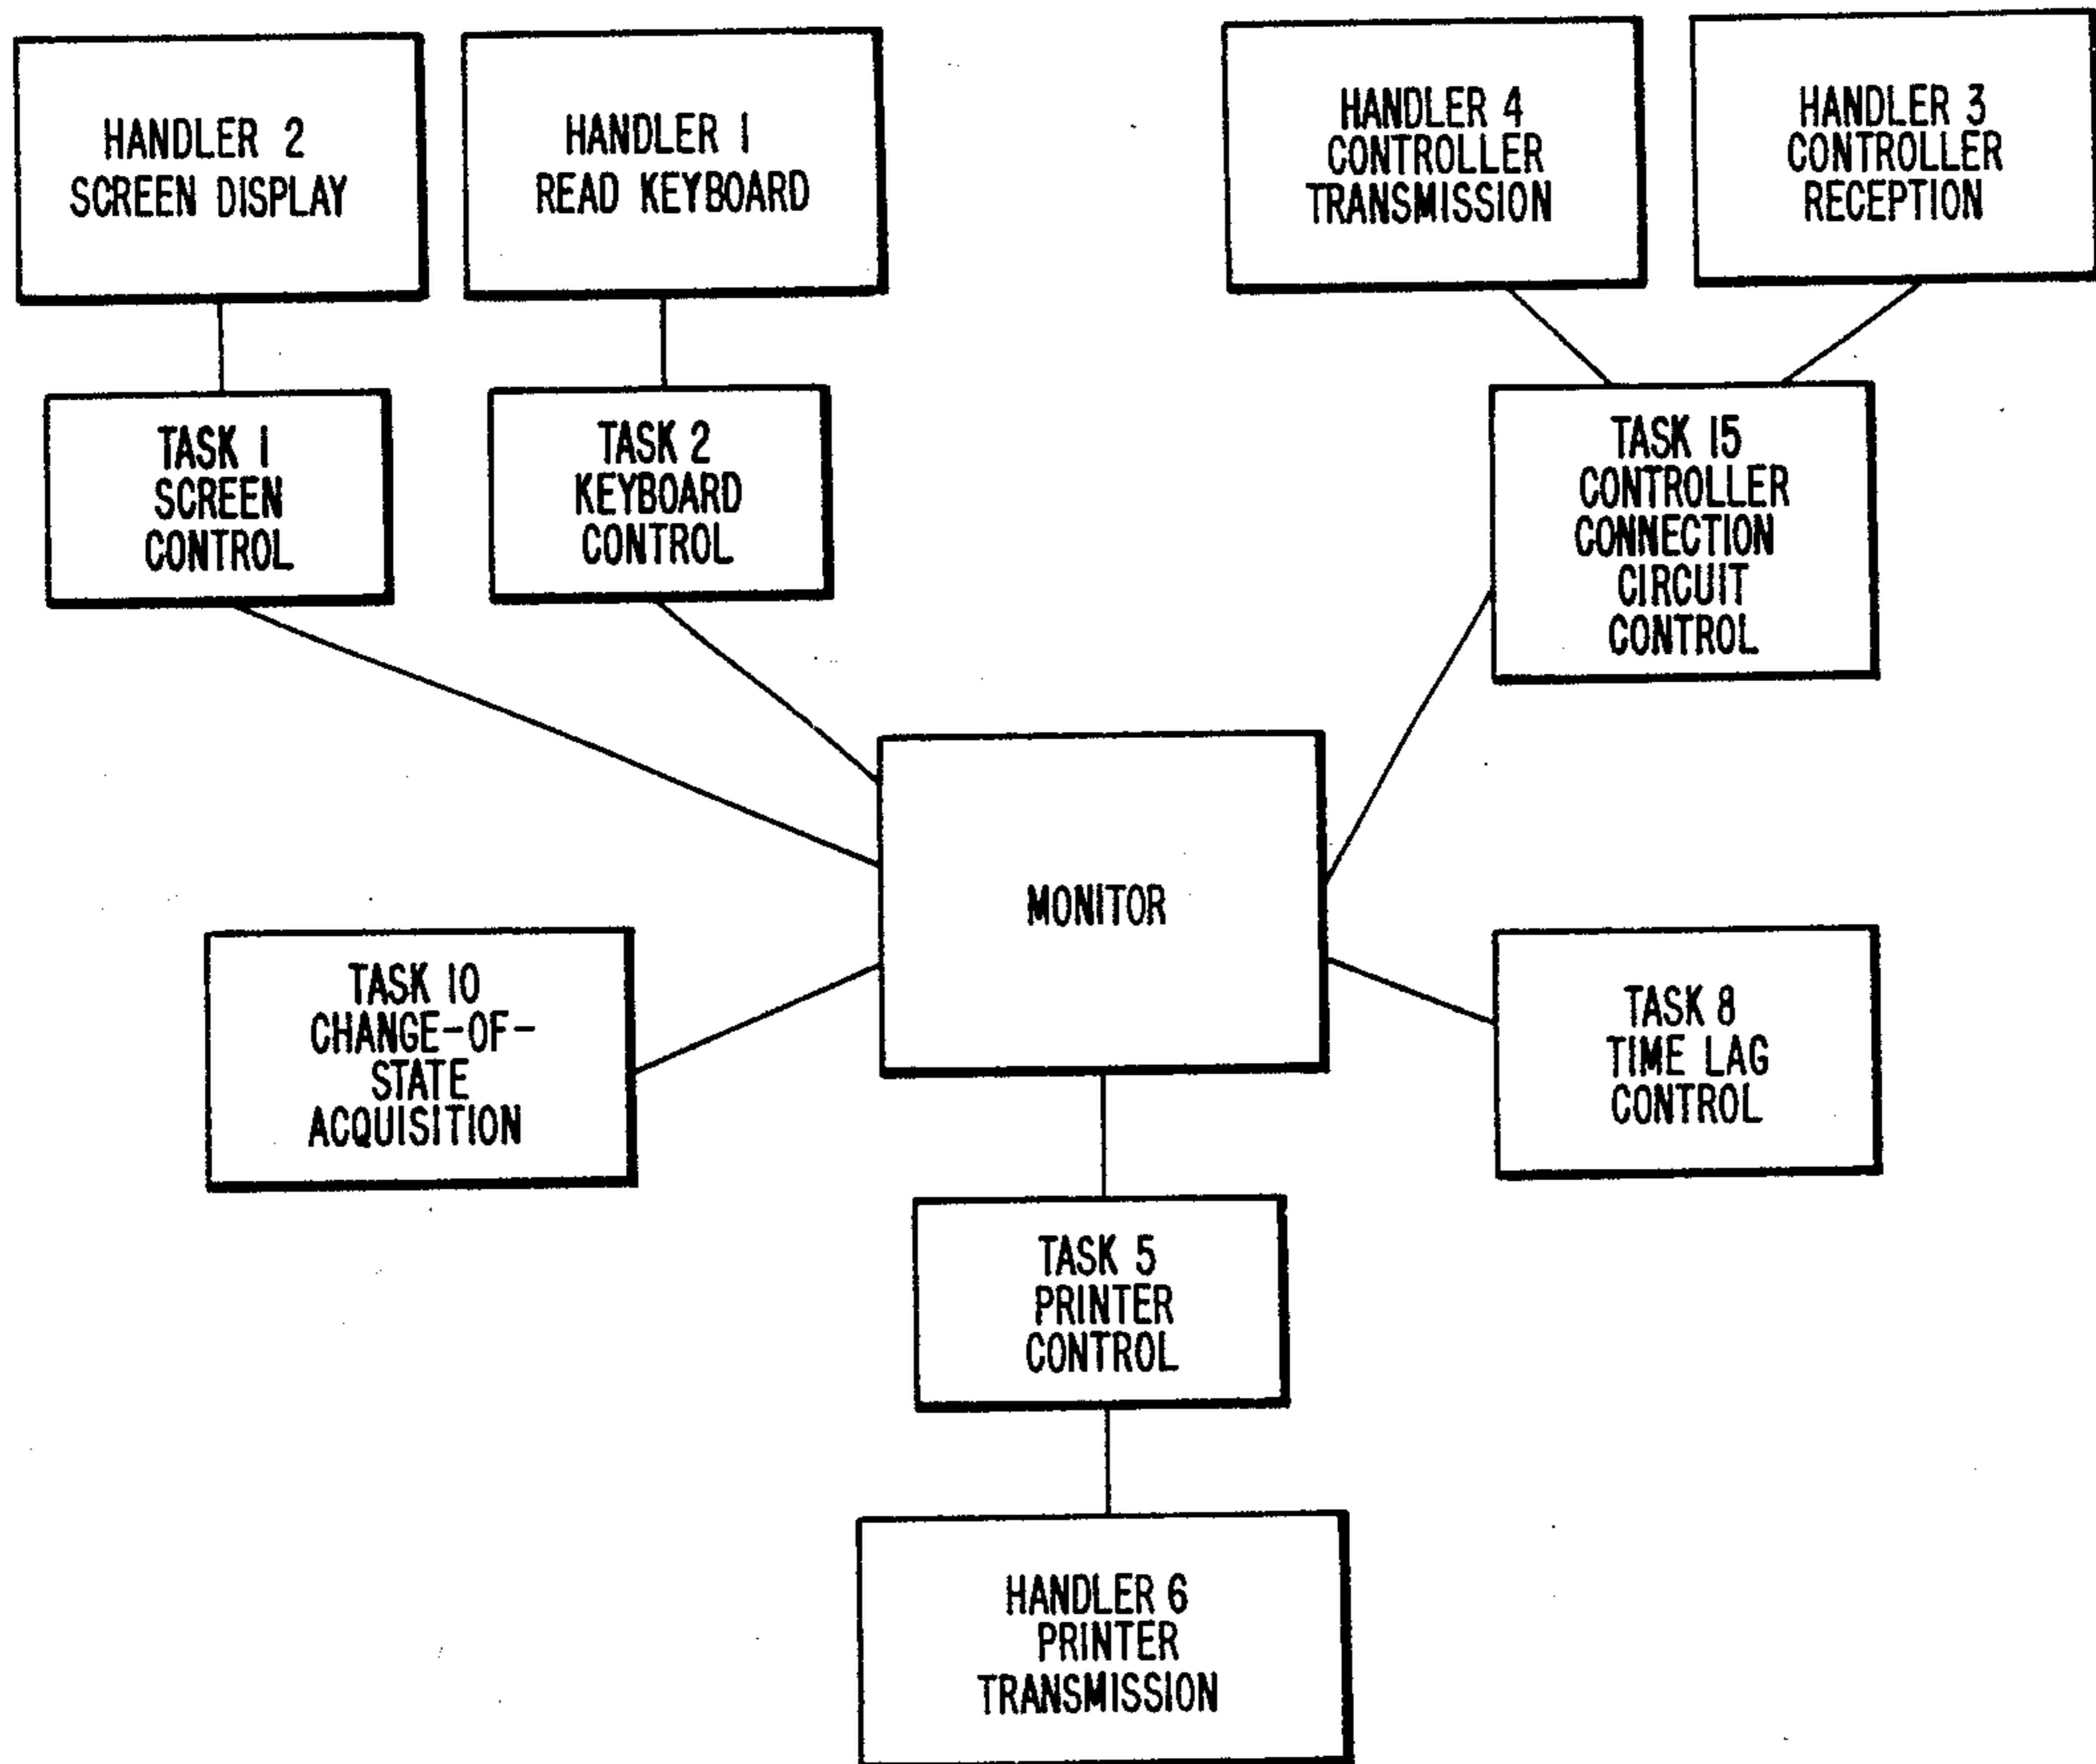 HANDLER 2
SCREEN DISPLAY
HANDLER 1
READ KEYBOARD
HANDLER 4
CONTROLLER
TRANSMISSION
HANDLER 3
CONTROLLER
RECEPTION
TASK 1
SCREEN
CONTROL
TASK 2
KEYBOARD
CONTROL
TASK 15
CONTROLLER
CONNECTION
CIRCUIT
CONTROL
MONITOR
TASK 10
CHANGE-OF-
STATE
ACQUISITION
TASK 8
TIME LAG
CONTROL
TASK 5
PRINTER
CONTROL
HANDLER 6
PRINTER
TRANSMISSION